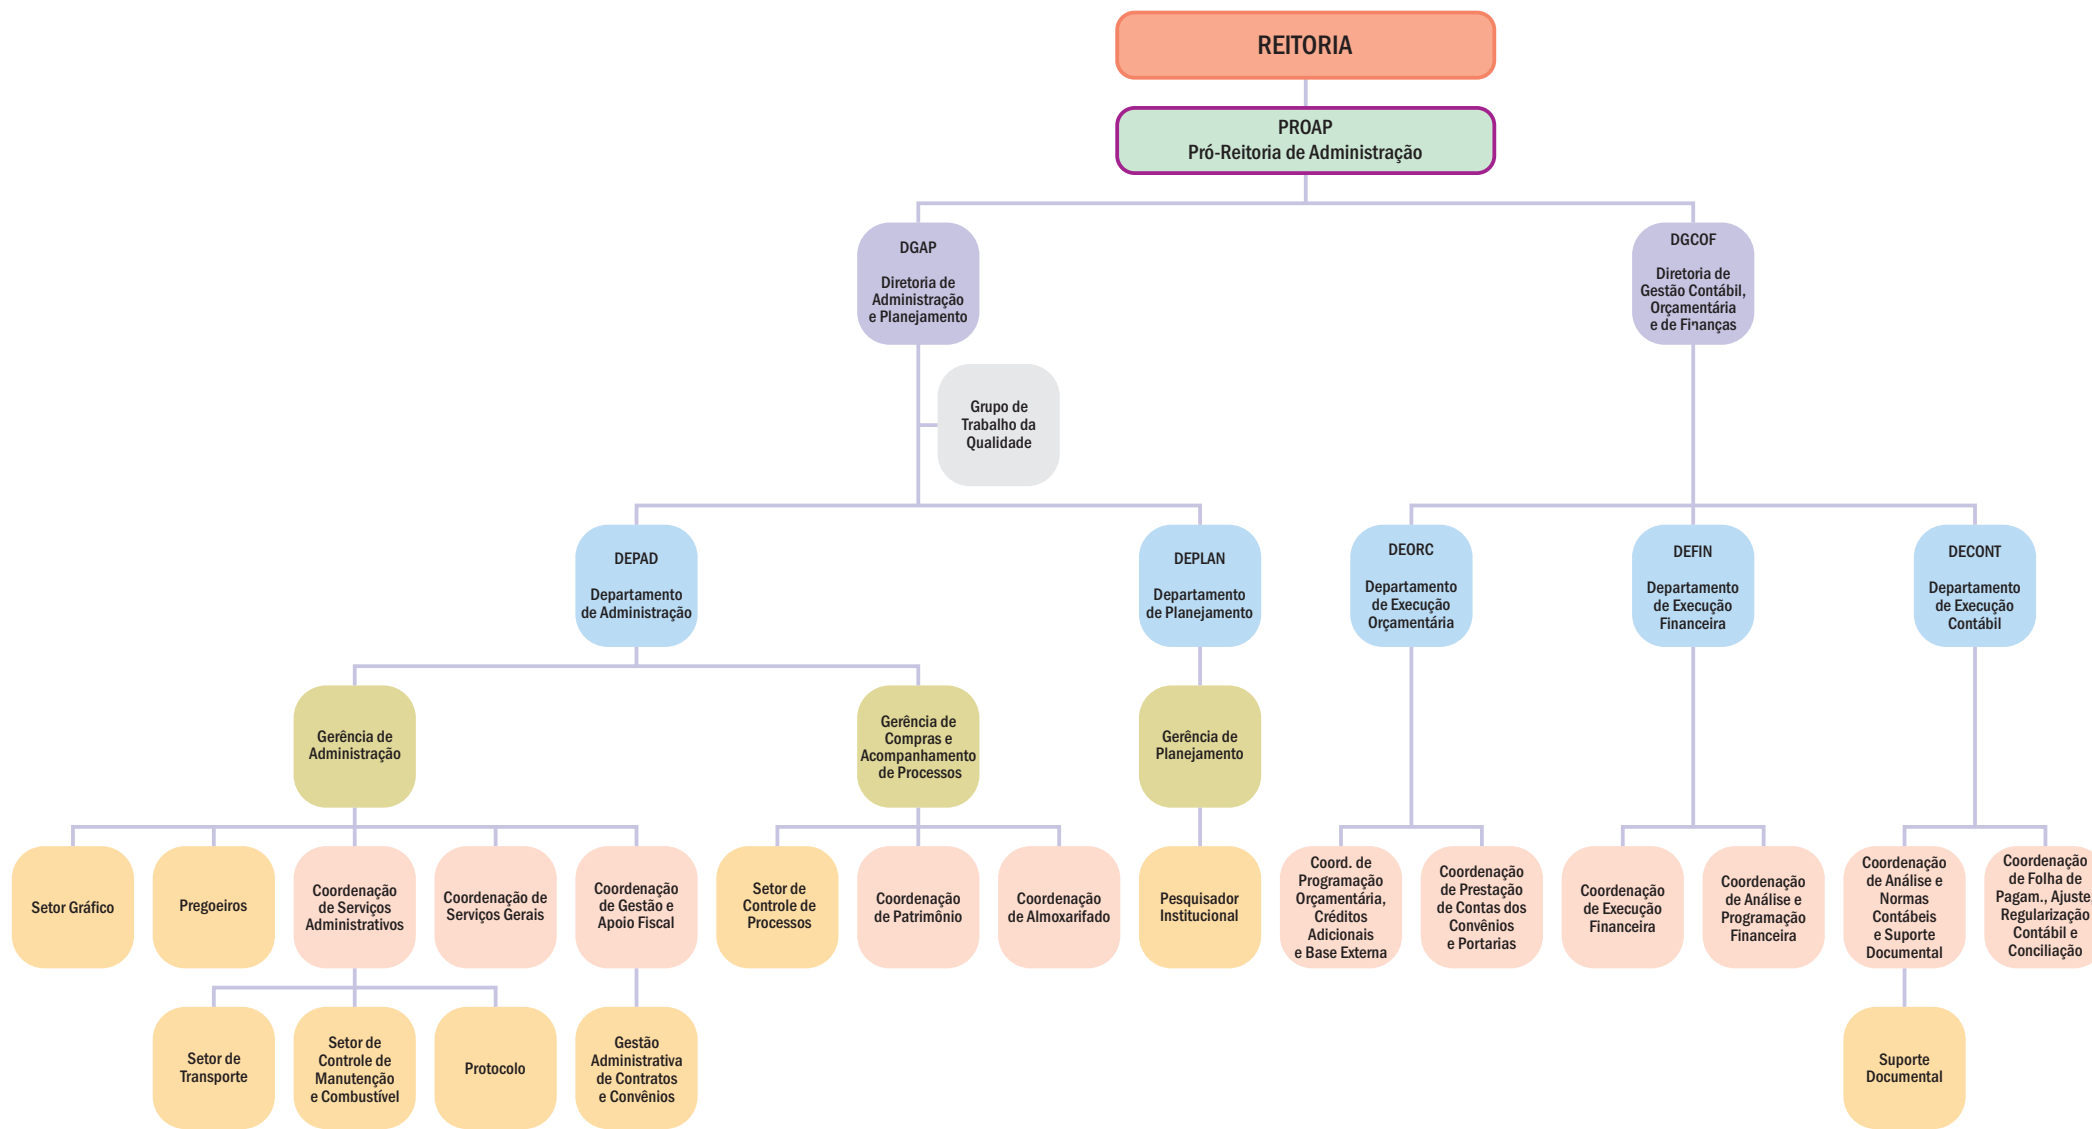 REITORIA
PROAP
Pró-Reitoria de Administração
DGAP
Diretoria de
Administração
e Planejamento
DGCOF
Diretoria de
Gestão Contábil,
Orçamentária
e de Finanças
Grupo de
Trabalho da
Qualidade
DEPAD
Departamento
de Administração
DEPLAN
Departamento
de Planejamento
DEORC
Departamento
de Execução
Orçamentária
DEFIN
Departamento
de Execução
Financeira
DECONT
Departamento
de Execução
Contábil
Gerência de
Administração
Gerência de
Compras e
Acompanhamento
de Processos
Gerência de
Planejamento
Setor Gráfico
Pregoeiros
Coordenação
de Serviços
Administrativos
Coordenação de
Serviços Gerais
Coordenação
de Gestão e
Apoio Fiscal
Setor de
Controle de
Processos
Coordenação
de Patrimônio
Coordenação
de Almoxarifado
Pesquisador
Institucional
Coord. de
Programação
Orçamentária,
Créditos
Adicionais
e Base Externa
Coordenação
de Prestação
de Contas dos
Convênios
e Portarias
Coordenação
de Execução
Financeira
Coordenação
de Análise e
Programação
Financeira
Coordenação
de Análise e
Normas
Contábeis
e Suporte
Documental
Coordenação
de Folha de
Pagam., Ajuste,
Regularização
Contábil e
Conciliação
Setor de
Transporte
Setor de
Controle de
Manutenção
e Combustível
Protocolo
Gestão
Administrativa
de Contratos
e Convênios
Suporte
Documental